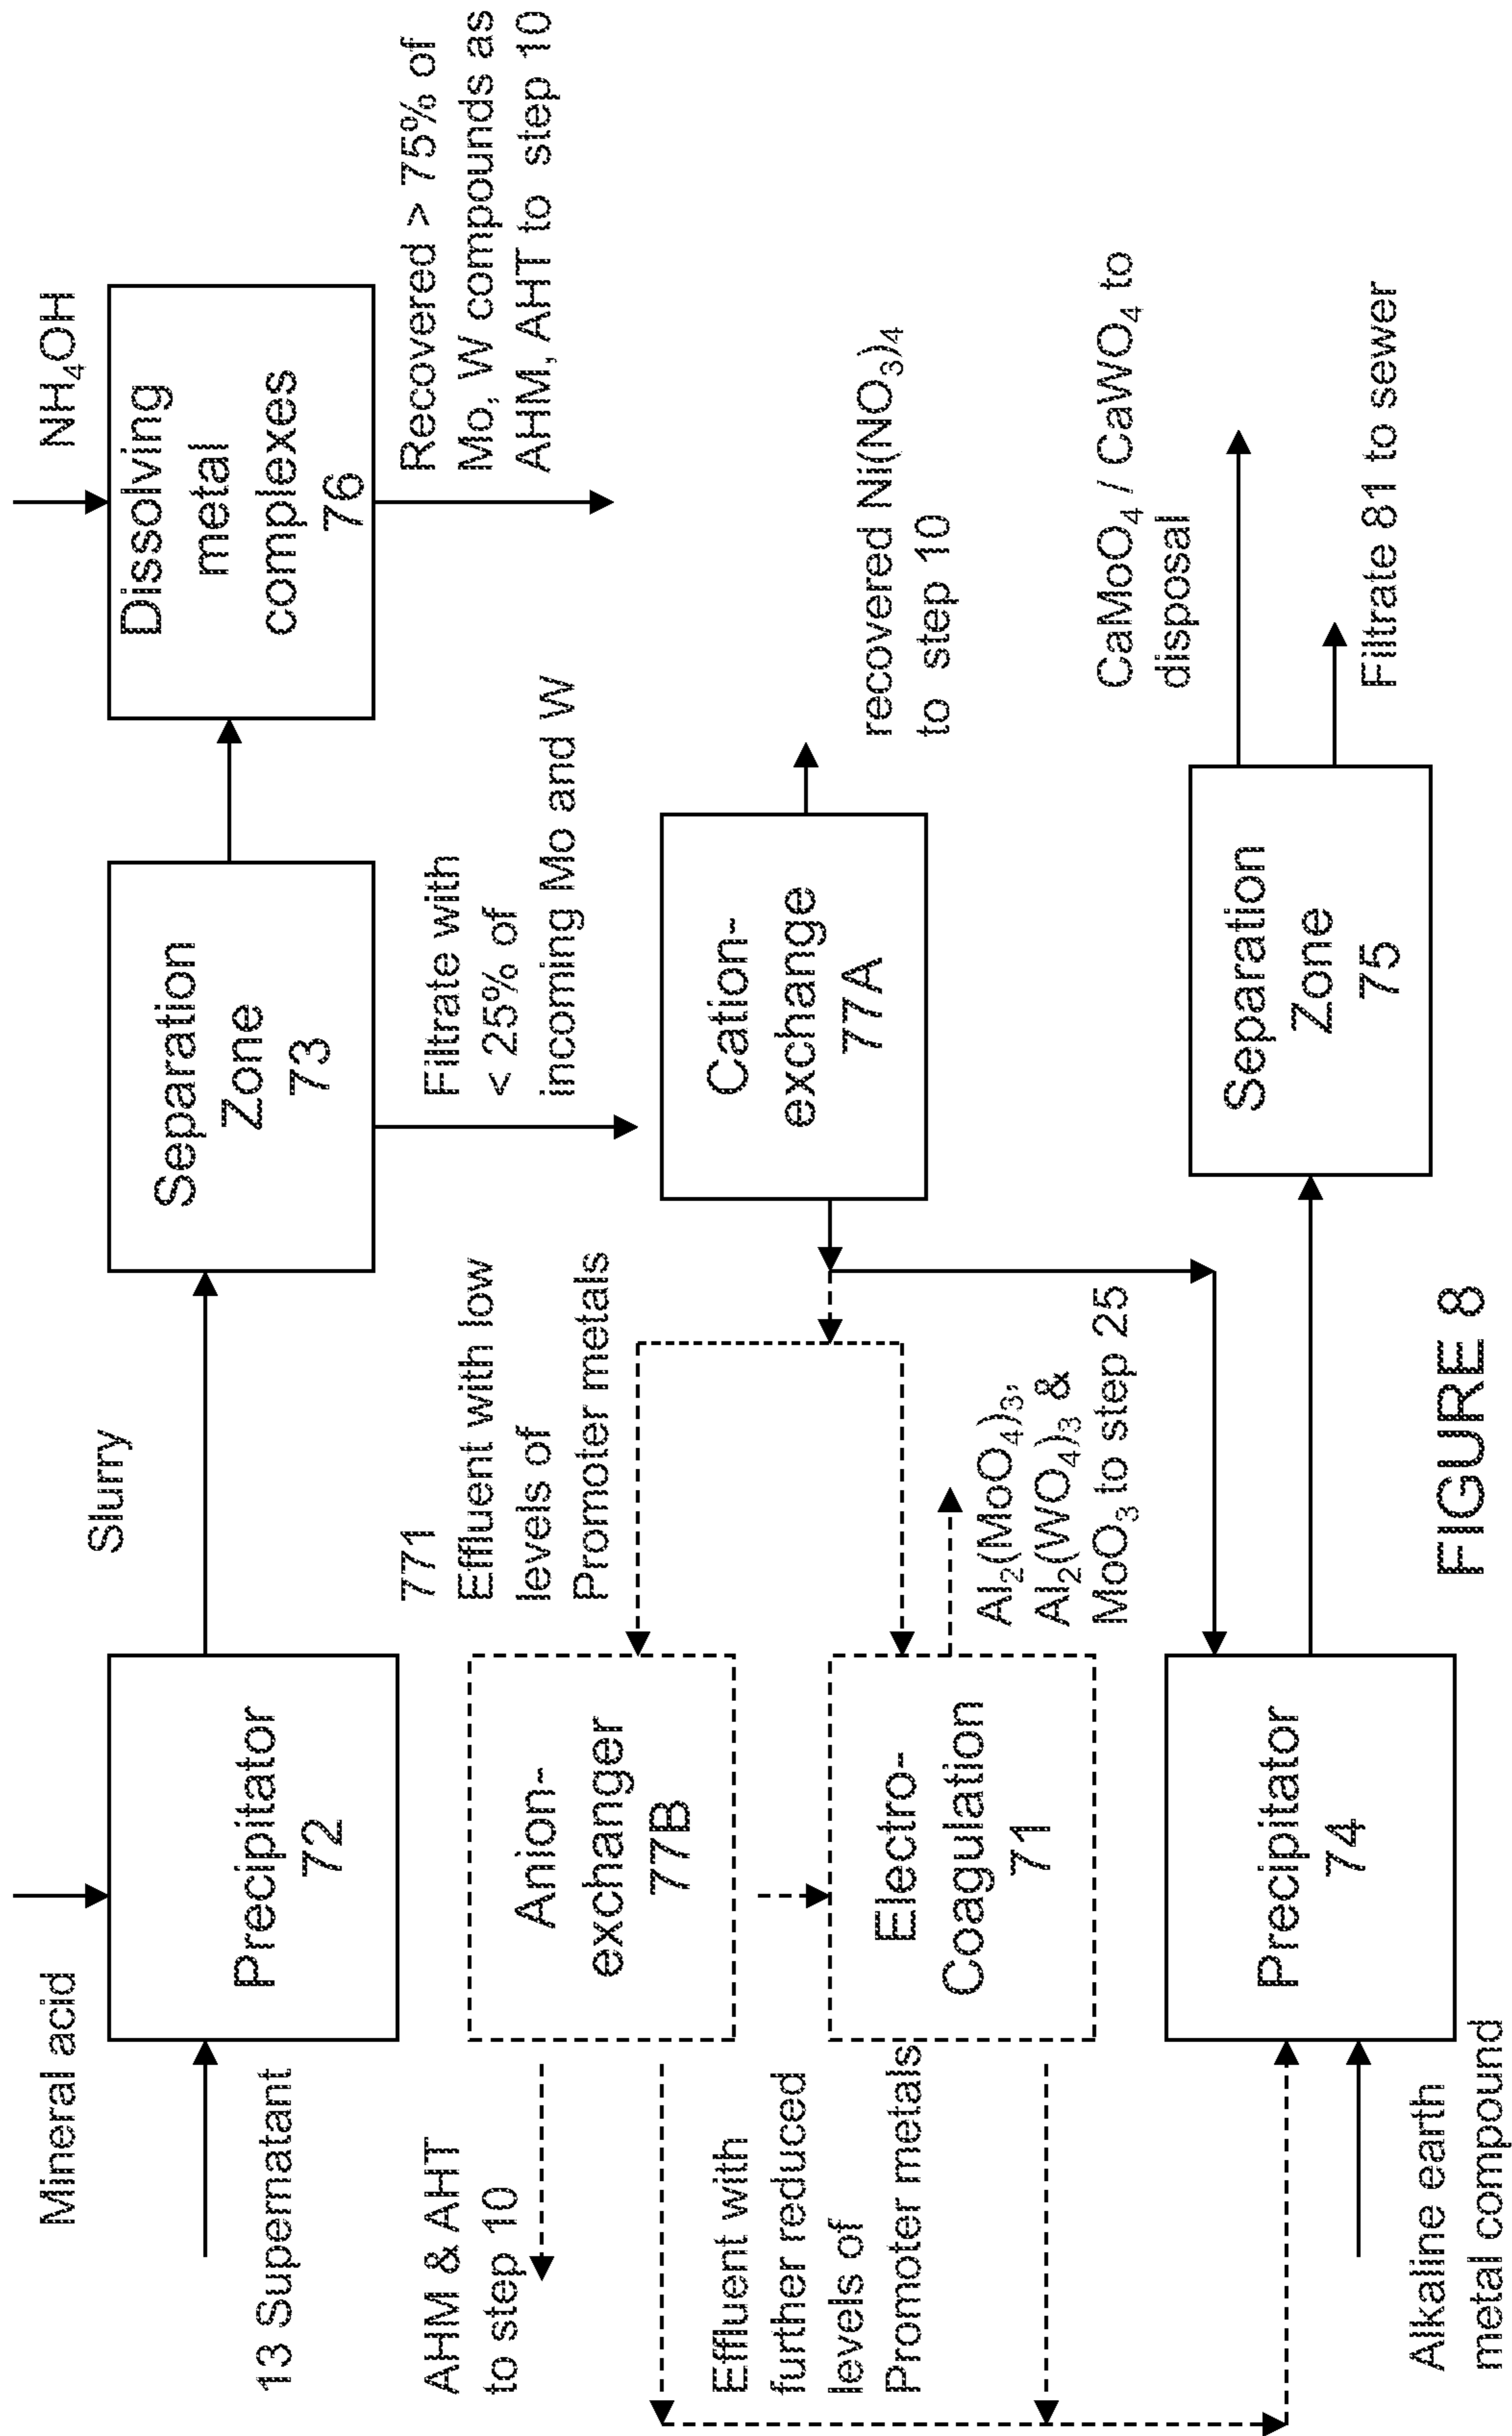 Mineral acid
13 Supernatant
Precipitator
72
Slurry
Separation
Zone
73
NH₄OH
Dissolving
metal
complexes
76
Recovered > 75% of
Mo, W compounds as
AHM, AHT to step 10
Filtrate with
< 25% of
incoming Mo and W
771
Effluent with low
levels of
Promoter metals
AHM & AHT
to step 10
Anion-
exchanger
77B
Cation-
exchange
77A
recovered Ni(NO₃)₄
to step 10
Effluent with
further reduced
levels of
Promoter metals
Electro-
Coagulation
71
Al₂(MoO₄)₃,
Al₂(WO₄)₃ &
MoO₃ to step 25
Alkaline earth
metal compound
Precipitator
74
Separation
Zone
75
CaMoO₄ / CaWO₄ to
disposal
Filtrate 81 to sewer
FIGURE 8